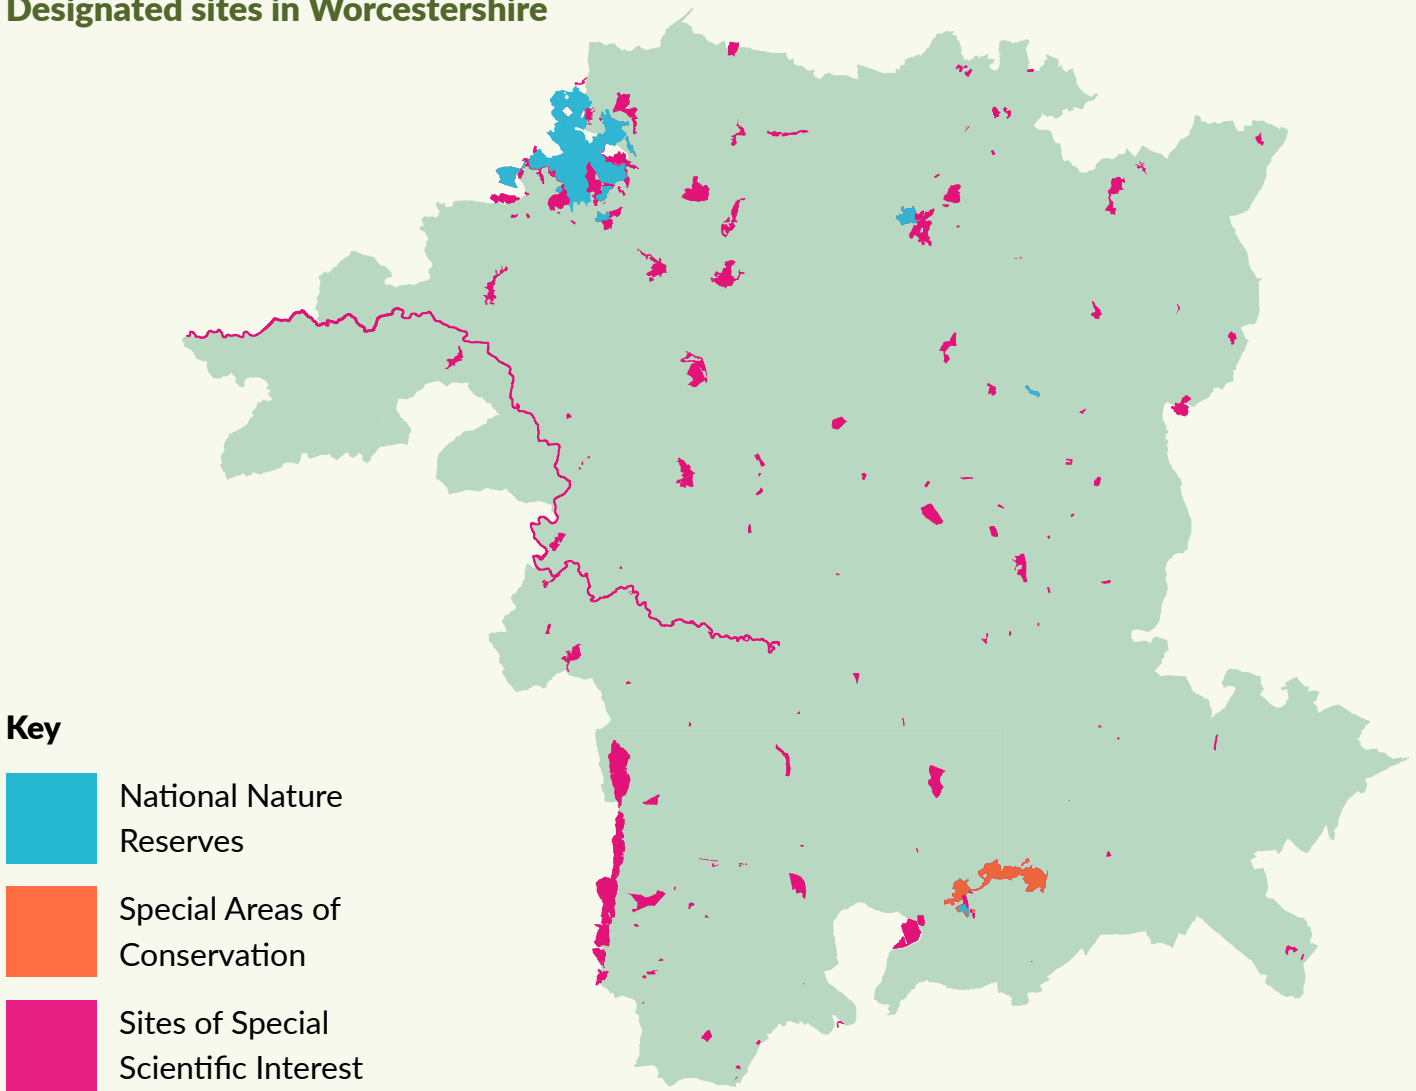 Designated sites in Worcestershire
Key
National Nature
Reserves
Special Areas of
Conservation
Sites of Special
Scientific Interest